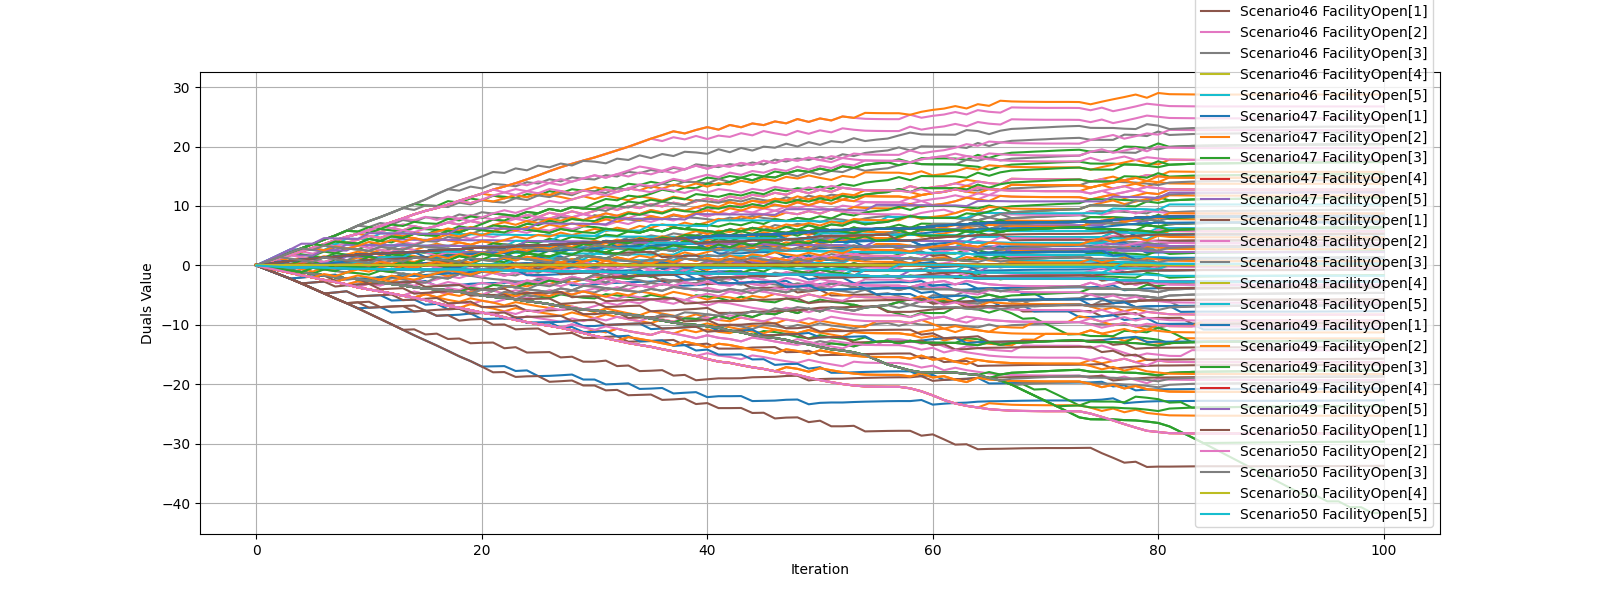 Scenario46 FacilityOpen[1]
Scenario46 FacilityOpen[2]
Scenario46 FacilityOpen[3]
Scenario46 FacilityOpen[4]
Scenario46 FacilityOpen[5]
Scenario47 FacilityOpen[1]
Scenario47 FacilityOpen[2]
Scenario47 FacilityOpen[3]
Scenario47 FacilityOpen[4]
Scenario47 FacilityOpen[5]
Scenario48 FacilityOpen[1]
Scenario48 FacilityOpen[2]
Scenario48 FacilityOpen[3]
Scenario48 FacilityOpen[4]
Scenario48 FacilityOpen[5]
Scenario49 FacilityOpen[1]
Scenario49 FacilityOpen[2]
Scenario49 FacilityOpen[3]
Scenario49 FacilityOpen[4]
Scenario49 FacilityOpen[5]
Scenario50 FacilityOpen[1]
Scenario50 FacilityOpen[2]
Scenario50 FacilityOpen[3]
Scenario50 FacilityOpen[4]
Scenario50 FacilityOpen[5]
30
20
10
0
−10
−20
−30
−40
Duals Value
0 20 40 60 80 100
Iteration